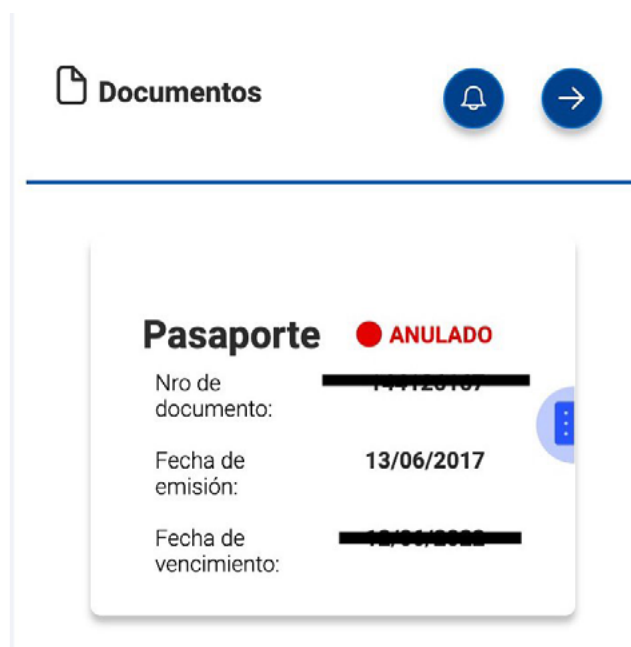 Documentos
Pasaporte ANULADO
Nro de
documento:
Fecha de 13/06/2017
emisión:
Fecha de
vencimiento: